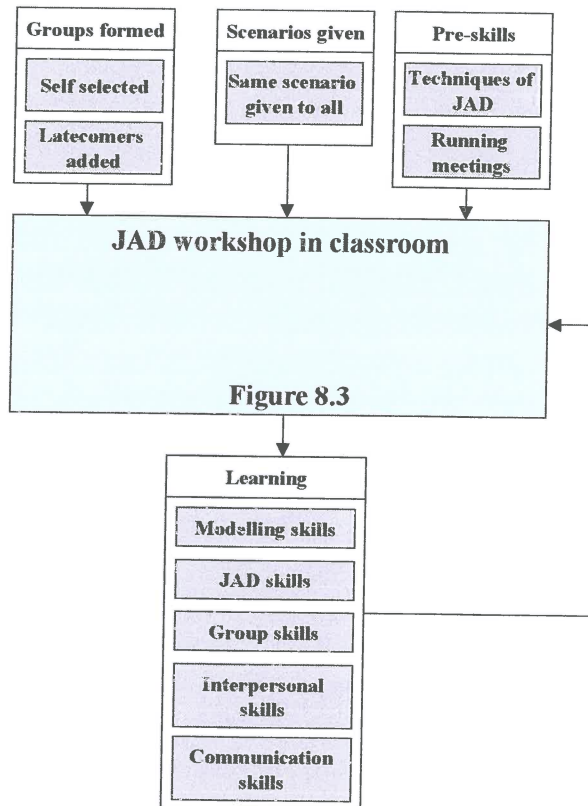 Groups formed
Self selected
Latecomers
added
Scenarios given
Same scenario
given to all
Pre-skills
Techniques of
JAD
Running
meetings
JAD workshop in classroom
Figure 8.3
Learning
Modelling skills
JAD skills
Group skills
Interpersonal
skills
Communication
skills